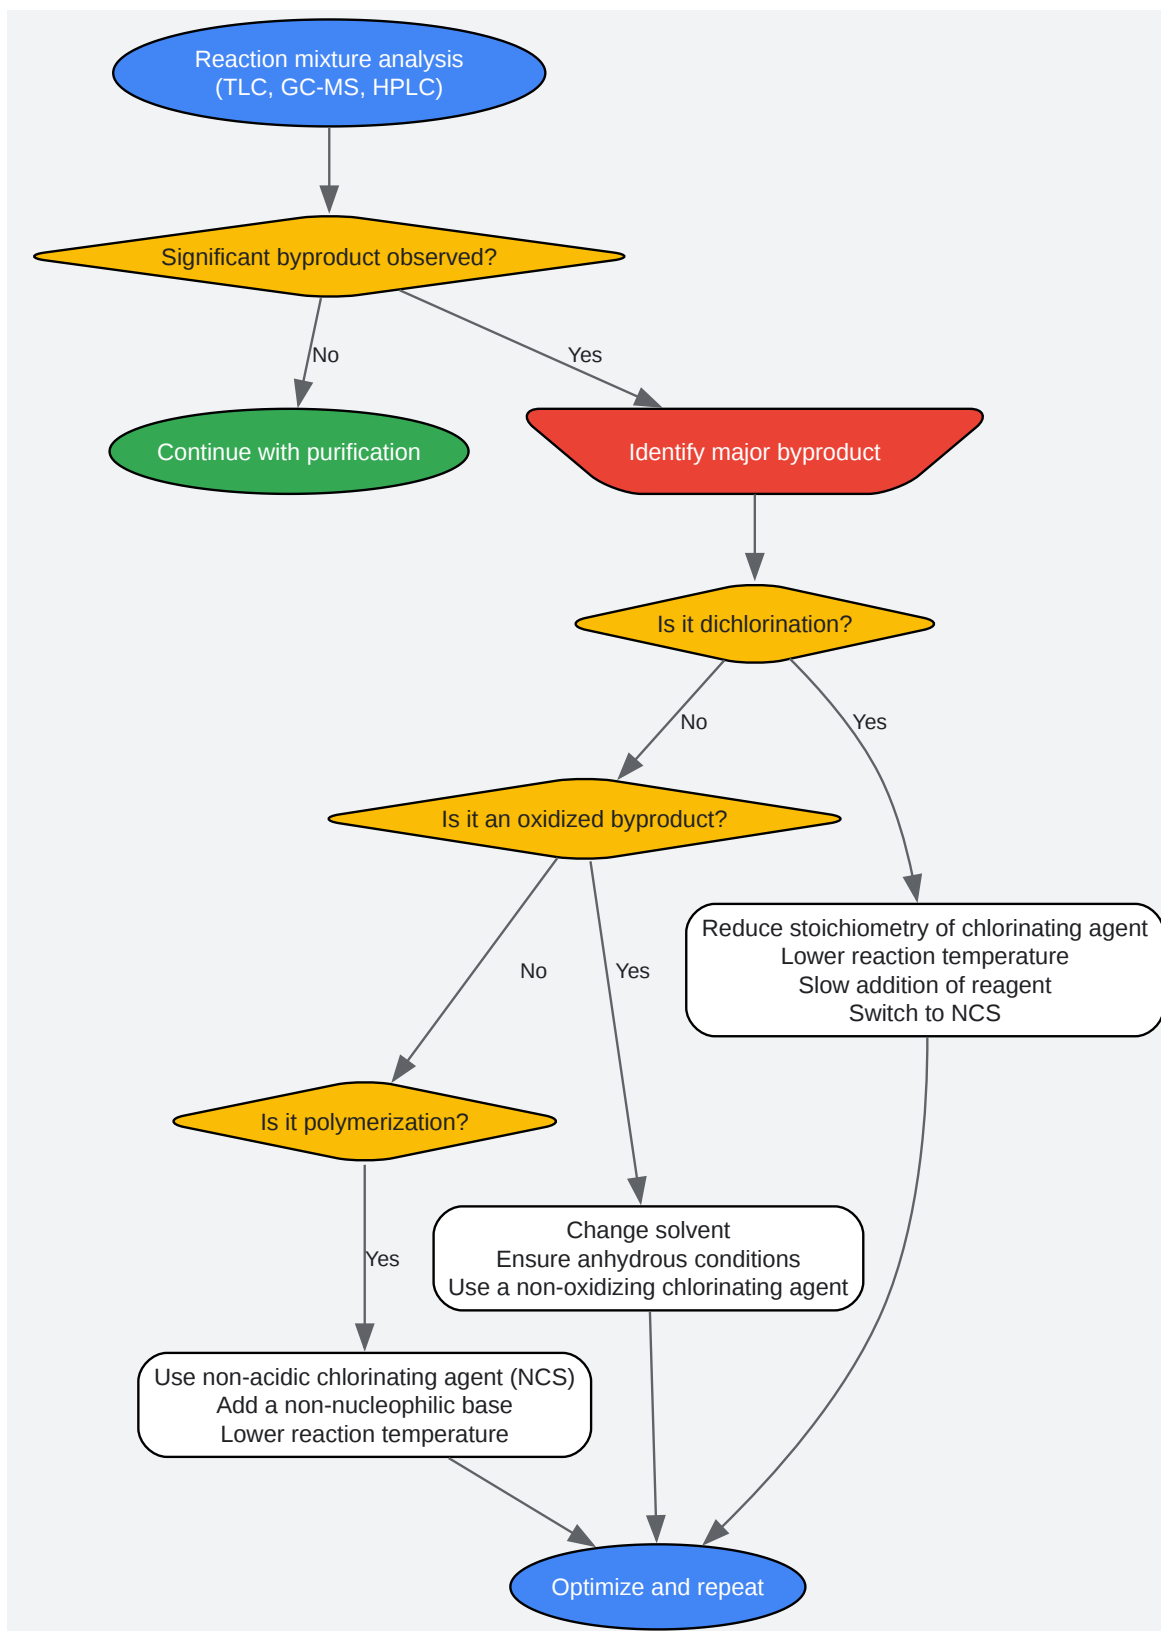 Reaction mixture analysis
(TLC, GC-MS, HPLC)
Significant byproduct observed?
No
Yes
Continue with purification
Identify major byproduct
Is it dichlorination?
No
Yes
Is it an oxidized byproduct?
Reduce stoichiometry of chlorinating agent
Lower reaction temperature
Slow addition of reagent
Switch to NCS
No
Yes
Is it polymerization?
Change solvent
Ensure anhydrous conditions
Use a non-oxidizing chlorinating agent
Yes
Use non-acidic chlorinating agent (NCS)
Add a non-nucleophilic base
Lower reaction temperature
Optimize and repeat